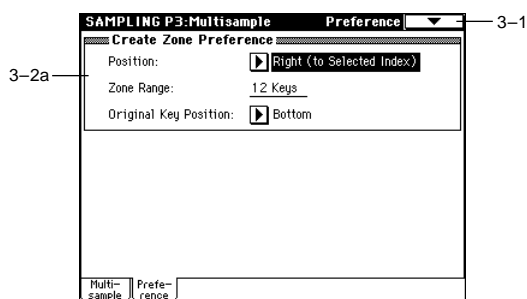 SAMPLING P3:Multisample Preference
3–1
Create Zone Preference
3–2a
Position: Right (to Selected Index)
Zone Range: 12 Keys
Original Key Position: Bottom
Multi- Prefe-
sample rence